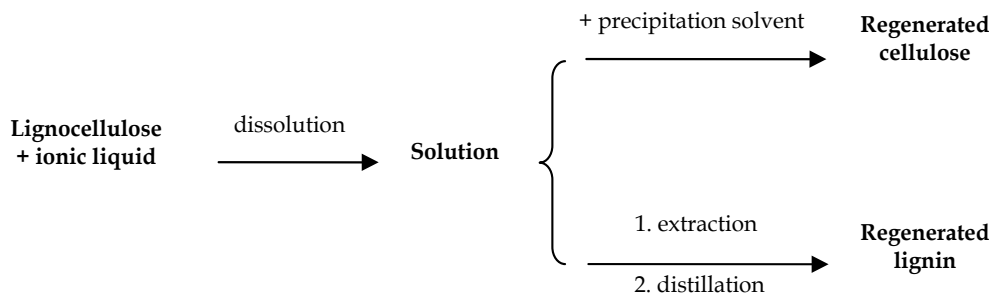 + precipitation solvent
Regenerated
cellulose
Lignocellulose
+ ionic liquid
dissolution
Solution
1. extraction
2. distillation
Regenerated
lignin